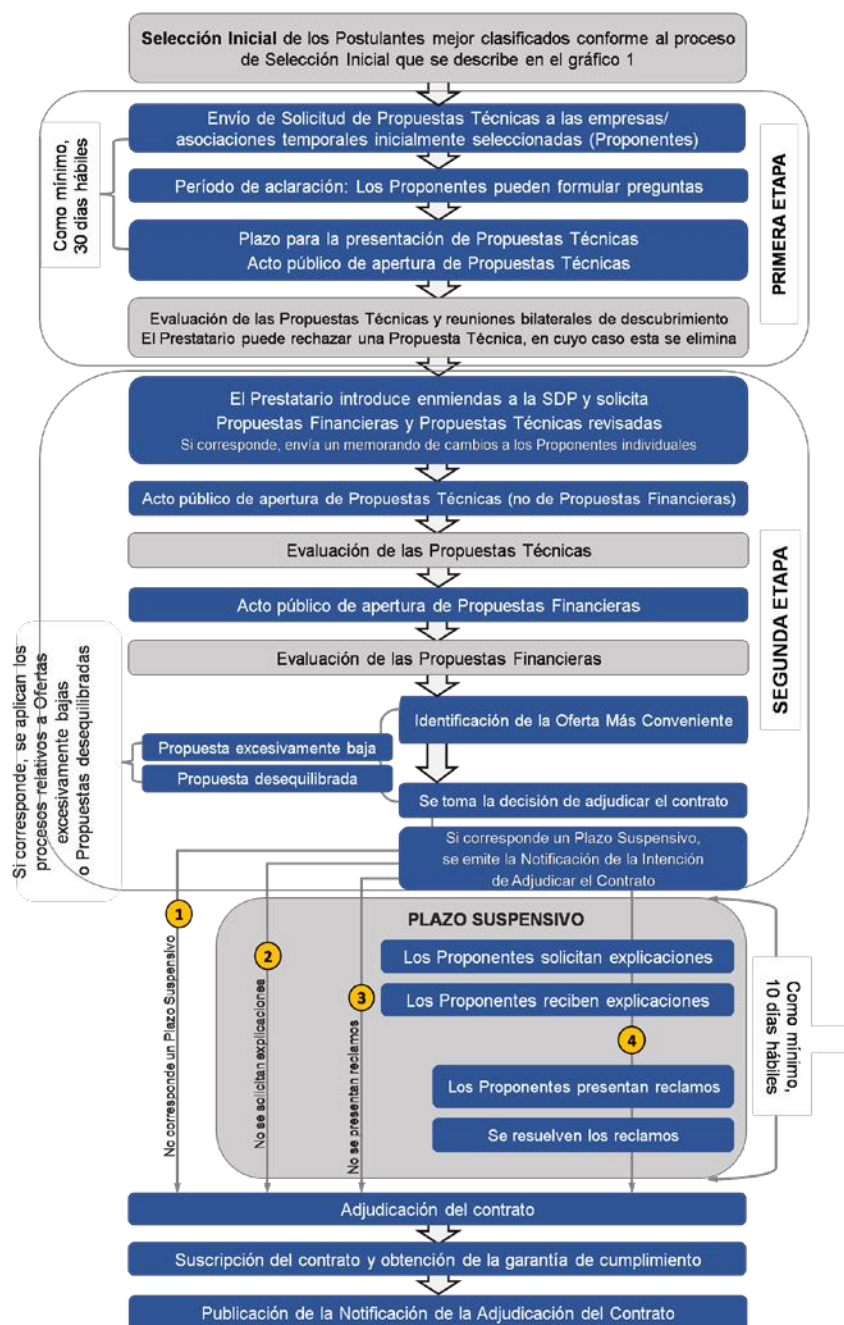 Selección Inicial de los Postulantes mejor clasificados conforme al proceso
de Selección Inicial que se describe en el gráfico 1
Como mínimo,
30 días hábiles
Envío de Solicitud de Propuestas Técnicas a las empresas/
asociaciones temporales inicialmente seleccionadas (Proponentes)
Período de aclaración: Los Proponentes pueden formular preguntas
Plazo para la presentación de Propuestas Técnicas
Acto público de apertura de Propuestas Técnicas
PRIMERA ETAPA
Evaluación de las Propuestas Técnicas y reuniones bilaterales de descubrimiento
El Prestatario puede rechazar una Propuesta Técnica, en cuyo caso esta se elimina
El Prestatario introduce enmiendas a la SDP y solicita
Propuestas Financieras y Propuestas Técnicas revisadas
Si corresponde, envía un memorando de cambios a los Proponentes individuales
Acto público de apertura de Propuestas Técnicas (no de Propuestas Financieras)
Evaluación de las Propuestas Técnicas
Acto público de apertura de Propuestas Financieras
Evaluación de las Propuestas Financieras
SEGUNDA ETAPA
Si corresponde, se aplican los
procesos relativos a Ofertas
excesivamente bajas
o Propuestas desequilibradas
Identificación de la Oferta Más Conveniente
Propuesta excesivamente baja
Propuesta desequilibrada
Se toma la decisión de adjudicar el contrato
Si corresponde un Plazo Suspensivo,
se emite la Notificación de la Intención
de Adjudicar el Contrato
PLAZO SUSPENSIVO
1
No corresponde un Plazo Suspensivo
2
No se solicitan explicaciones
3
No se presentan reclamos
Los Proponentes solicitan explicaciones
Los Proponentes reciben explicaciones
4
Los Proponentes presentan reclamos
Se resuelven los reclamos
Como mínimo,
10 días hábiles
Adjudicación del contrato
Suscripción del contrato y obtención de la garantía de cumplimiento
Publicación de la Notificación de la Adjudicación del Contrato